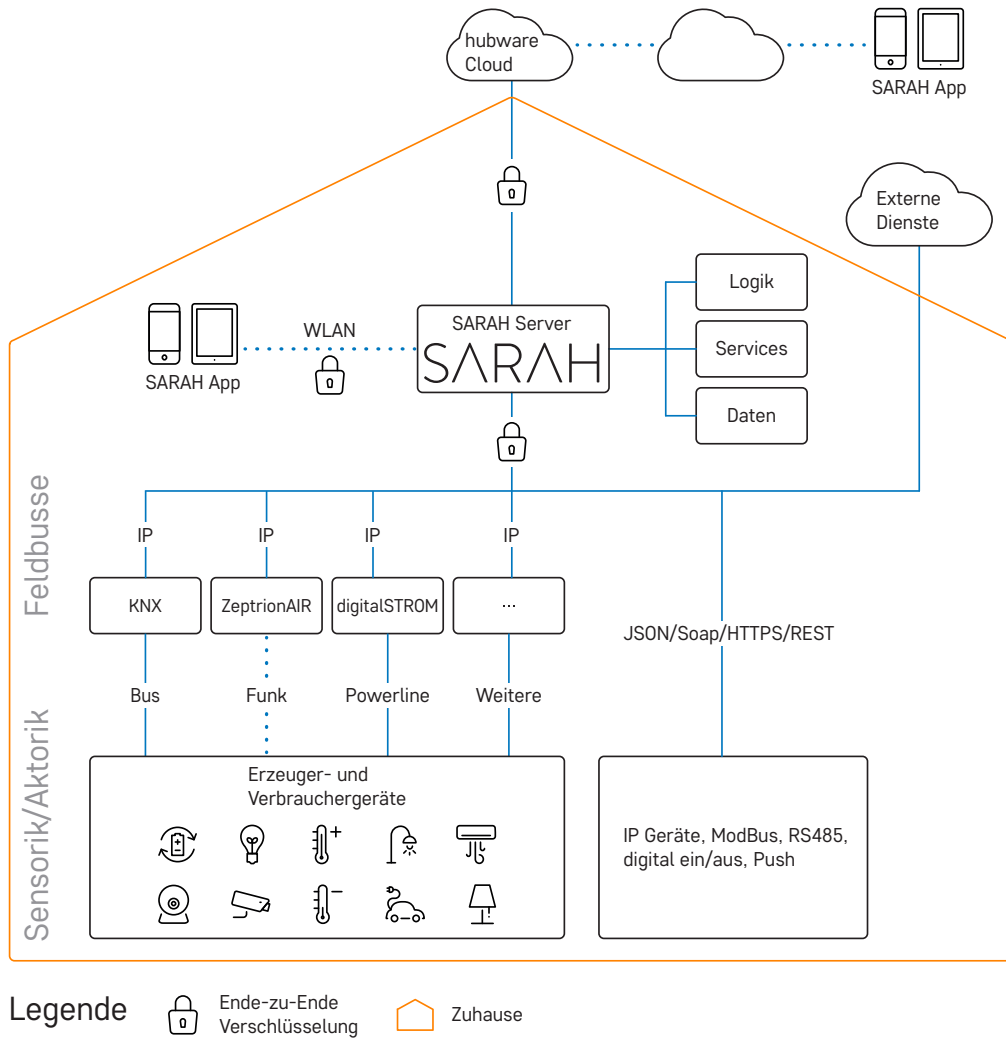 hubware
Cloud
SARAH App
Externe
Dienste
Logik
SARAH Server
WLAN
SARAH
Services
SARAH App
Daten
Feldbusse
IP
IP
IP
IP
KNX
ZeptrionAIR
digitalSTROM
...
JSON/Soap/HTTPS/REST
Sensorik/Aktorik
Bus
Funk
Powerline
Weitere
Erzeuger- und
Verbrauchergeräte
IP Geräte, ModBus, RS485,
digital ein/aus, Push
Legende
Ende-zu-Ende
Verschlüsselung
Zuhause